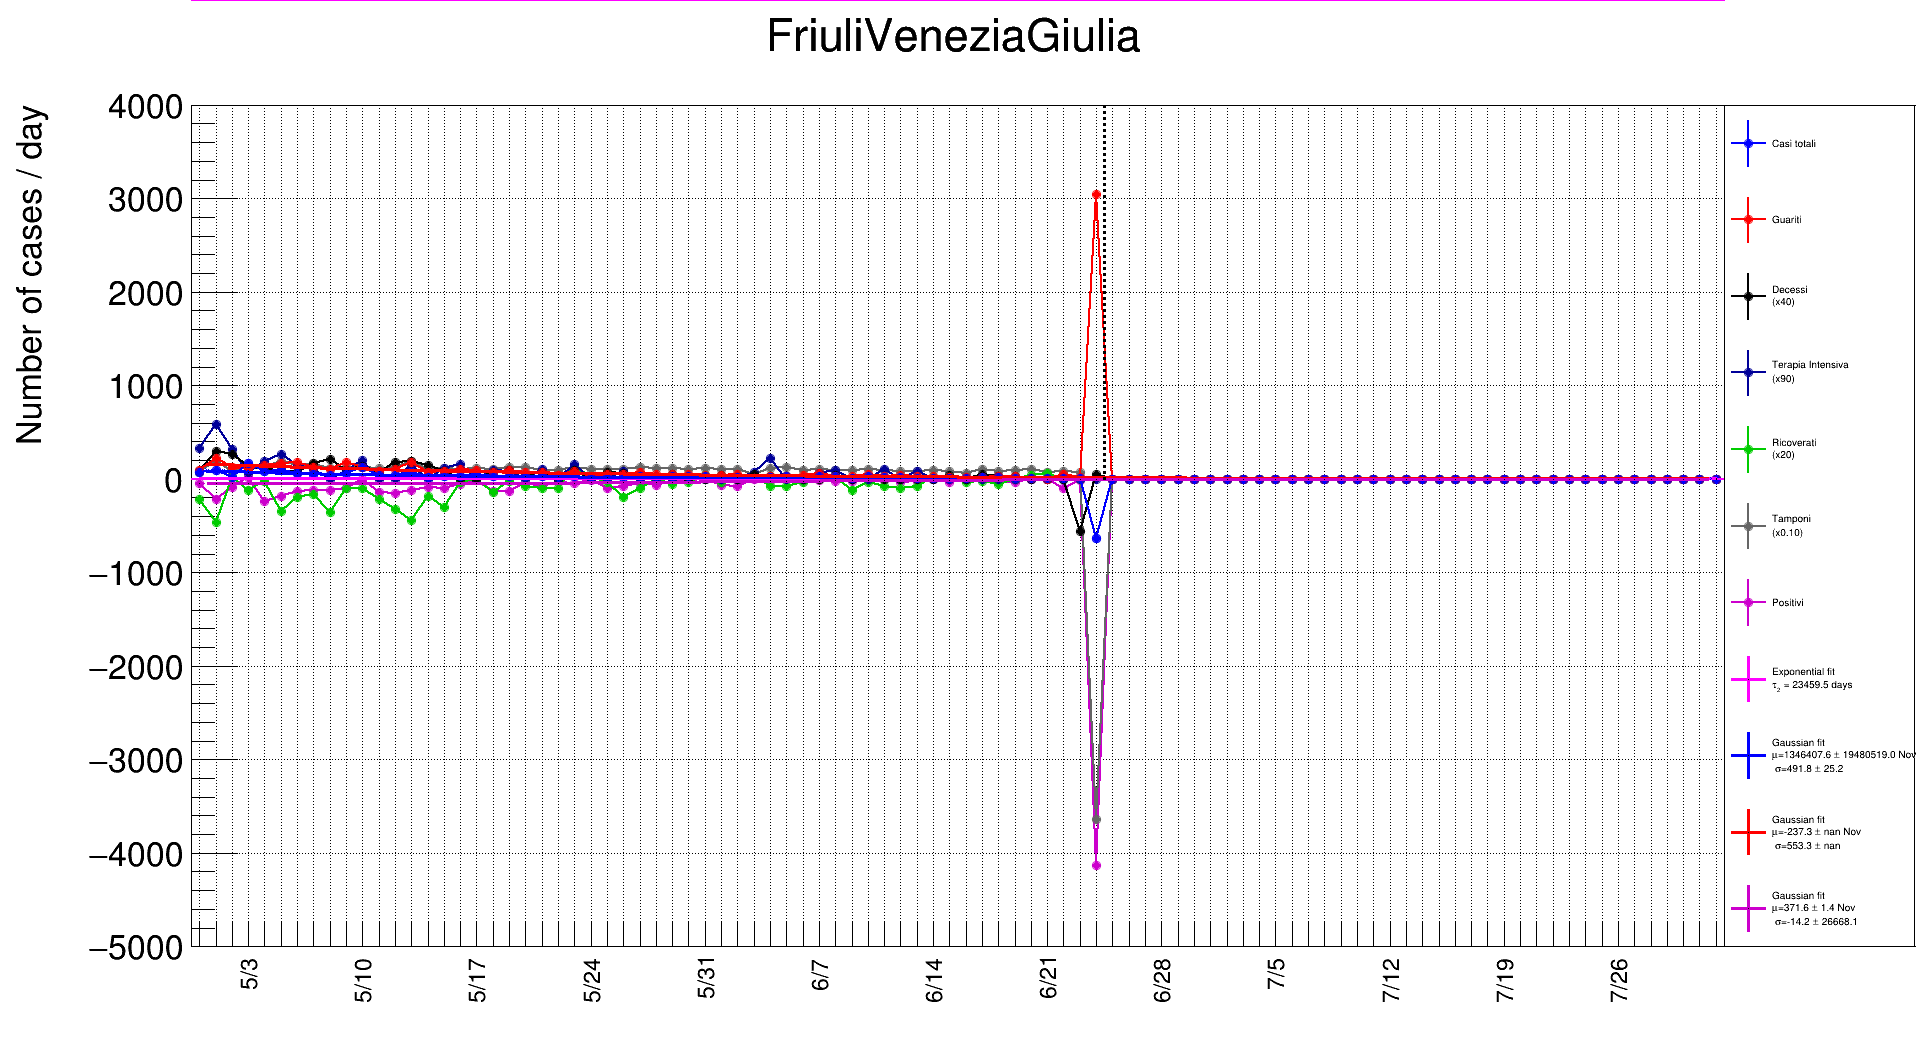 FriuliVeneziaGiulia
Number of cases / day
4000
3000
2000
1000
0
−1000
−2000
−3000
−4000
−5000
5/3
5/10
5/17
5/24
5/31
6/7
6/14
6/21
6/28
7/5
7/12
7/19
7/26
Casi totali
Guariti
Decessi
(x40)
Terapia Intensiva
(x90)
Ricoverati
(x20)
Tamponi
(x0.10)
Positivi
Exponential fit
τ₂ = 23459.5 days
Gaussian fit
μ=1346407.6 ± 19480519.0 Nov
σ=491.8 ± 25.2
Gaussian fit
μ=-237.3 ± nan Nov
σ=553.3 ± nan
Gaussian fit
μ=371.6 ± 1.4 Nov
σ=-14.2 ± 26668.1